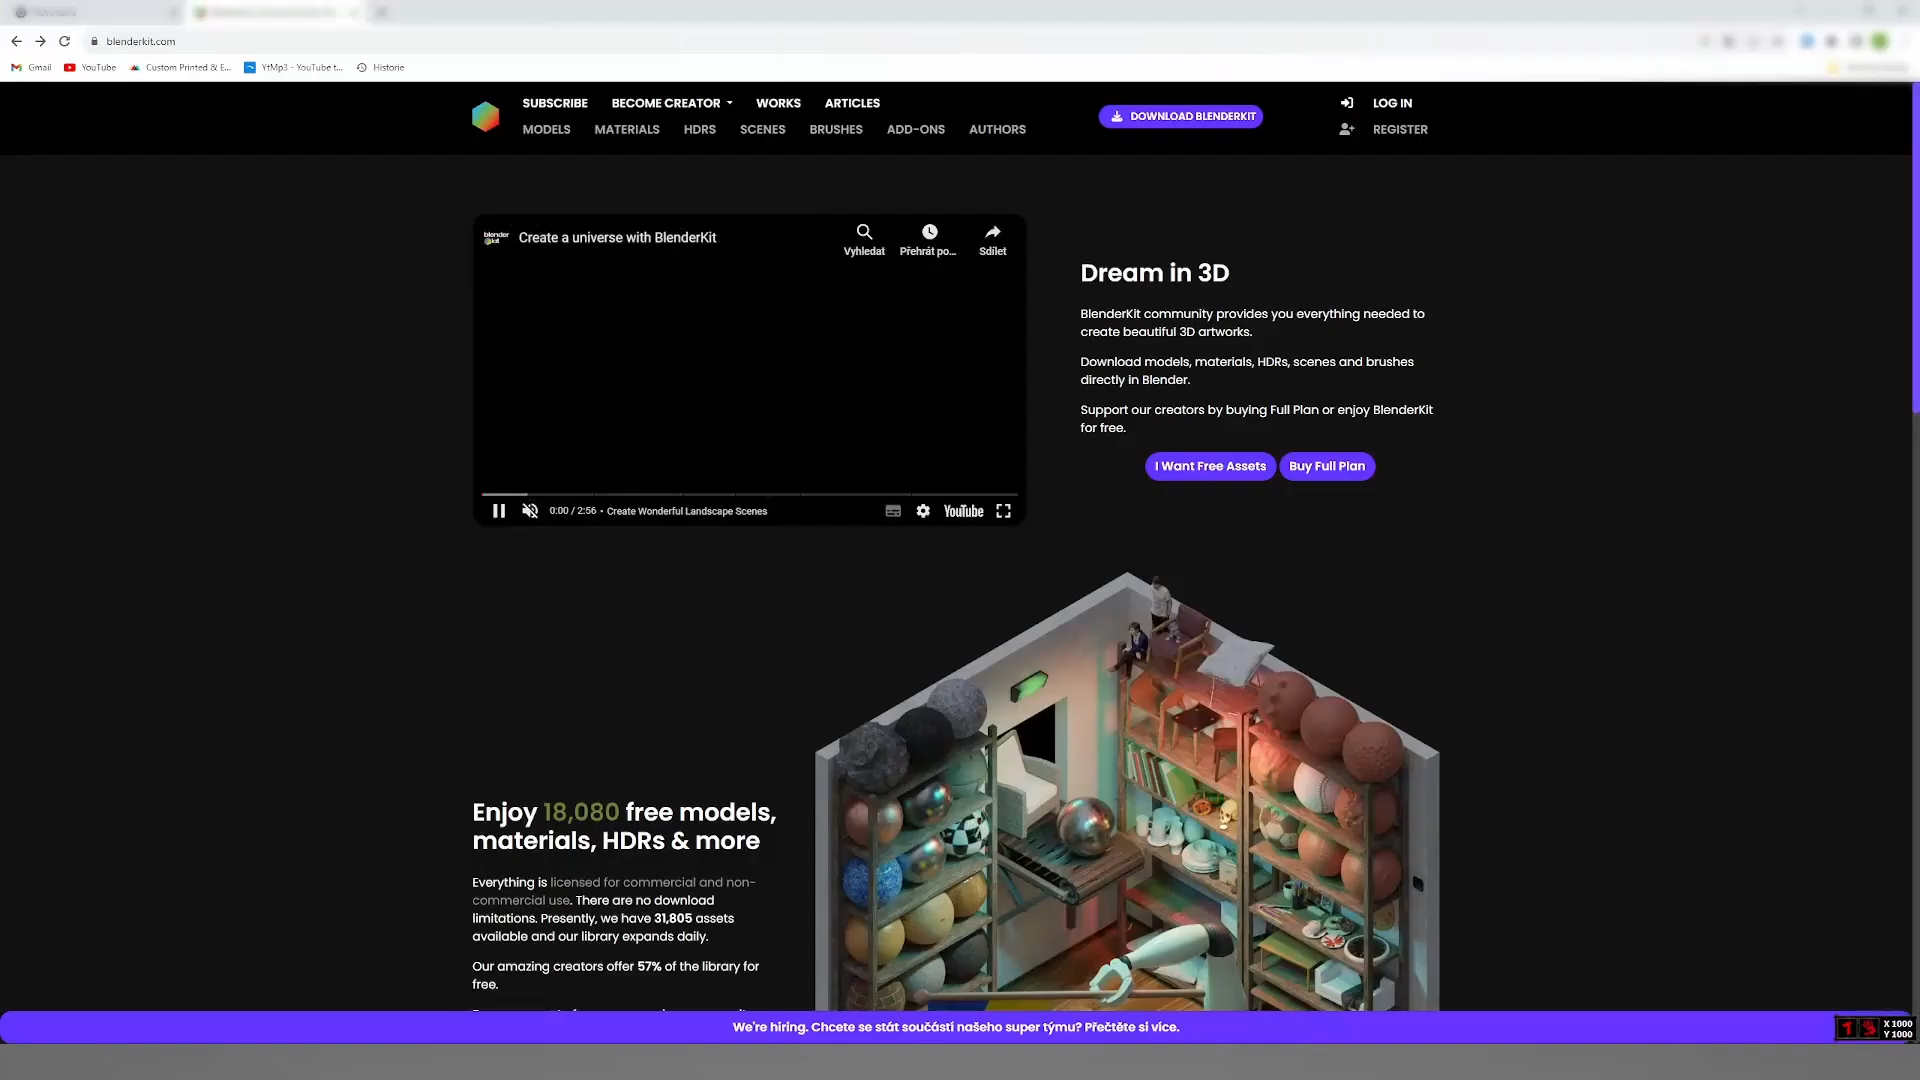 blenderkit.com
Gmail
YouTube
Custom Printed & E...
YtMp3 - YouTube t...
Historie
SUBSCRIBE
BECOME CREATOR
WORKS
ARTICLES
MODELS
MATERIALS
HDRS
SCENES
BRUSHES
ADD-ONS
AUTHORS
DOWNLOAD BLENDERKIT
LOG IN
REGISTER
blender kit
Create a universe with BlenderKit
Vyhledat
Přehrát po...
Sdílet
0:00 / 2:56 • Create Wonderful Landscape Scenes
YouTube
Dream in 3D
BlenderKit community provides you everything needed to
create beautiful 3D artworks.
Download models, materials, HDRs, scenes and brushes
directly in Blender.
Support our creators by buying Full Plan or enjoy BlenderKit
for free.
I Want Free Assets
Buy Full Plan
Enjoy 18,080 free models,
materials, HDRs & more
Everything is licensed for commercial and non-
commercial use. There are no download
limitations. Presently, we have 31,805 assets
available and our library expands daily.
Our amazing creators offer 57% of the library for
free.
We're hiring. Chcete se stát součástí našeho super týmu? Přečtěte si více.
X 1000
Y 1000